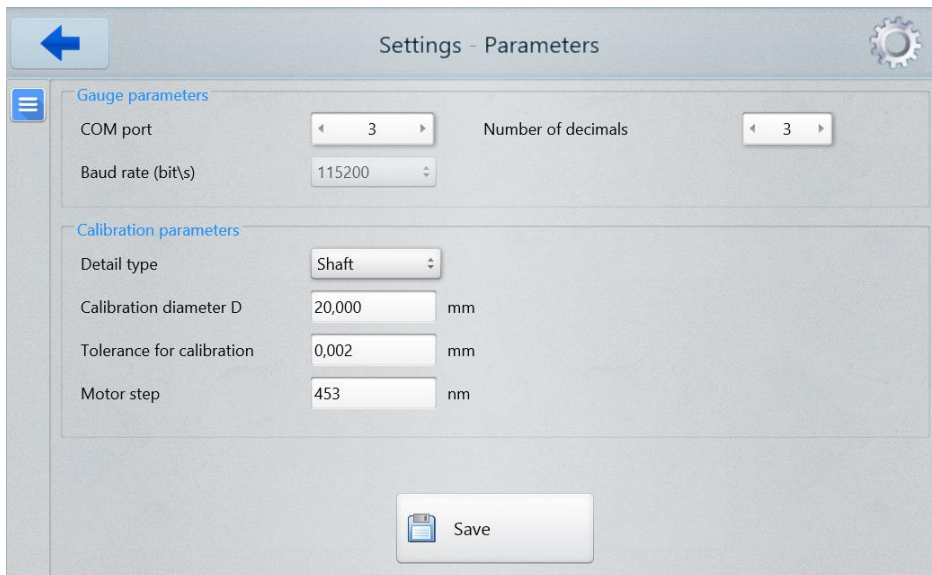 Settings - Parameters
Gauge parameters
COM port 3 Number of decimals 3
Baud rate (bit\s) 115200
Calibration parameters
Detail type Shaft
Calibration diameter D 20,000 mm
Tolerance for calibration 0,002 mm
Motor step 453 nm
Save